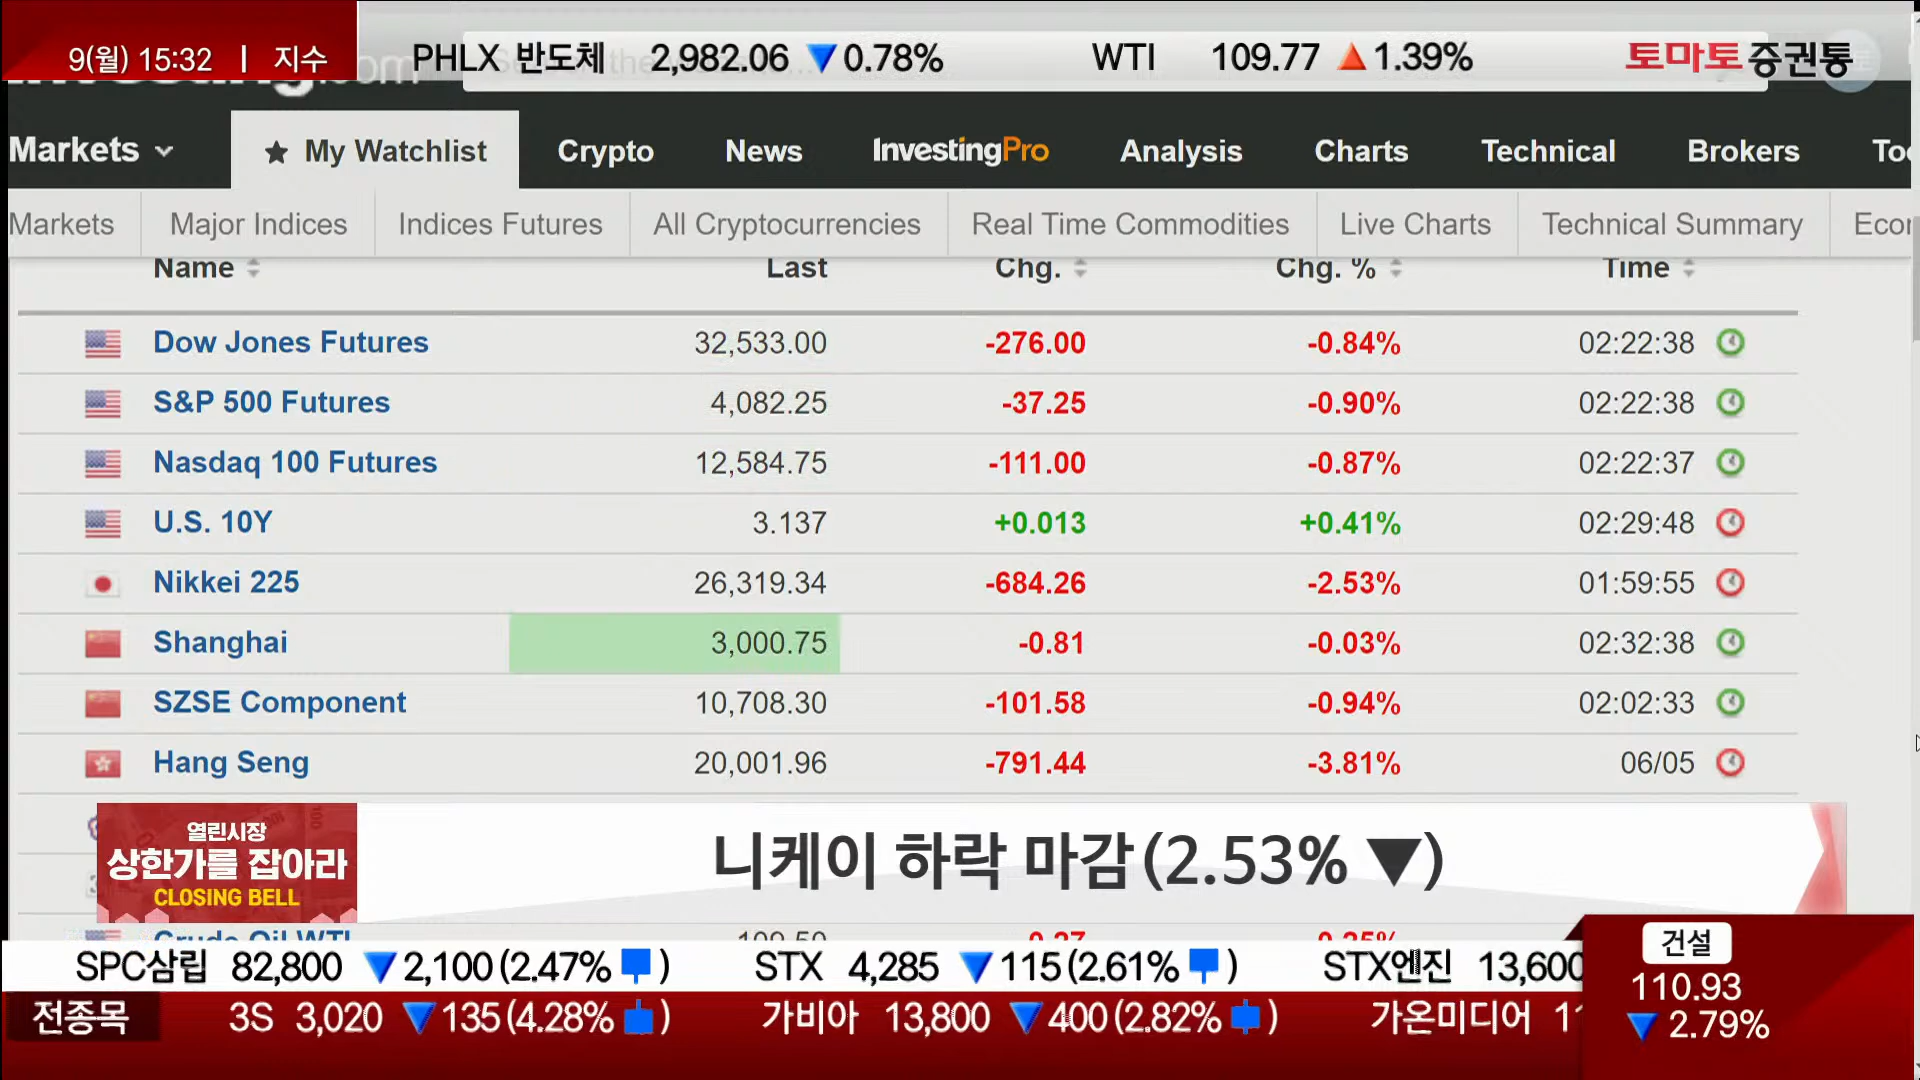 9(월) 15:32 | 지수
PHLX 반도체 2,982.06 ▼0.78% WTI 109.77 ▲1.39%
토마토증권통
Markets My Watchlist Crypto News InvestingPro Analysis Charts Technical Brokers
Markets Major Indices Indices Futures All Cryptocurrencies Real Time Commodities Live Charts Technical Summary
Name Last Chg. Chg. % Time
Dow Jones Futures 32,533.00 -276.00 -0.84% 02:22:38
S&P 500 Futures 4,082.25 -37.25 -0.90% 02:22:38
Nasdaq 100 Futures 12,584.75 -111.00 -0.87% 02:22:37
U.S. 10Y 3.137 +0.013 +0.41% 02:29:48
Nikkei 225 26,319.34 -684.26 -2.53% 01:59:55
Shanghai 3,000.75 -0.81 -0.03% 02:32:38
SZSE Component 10,708.30 -101.58 -0.94% 02:02:33
Hang Seng 20,001.96 -791.44 -3.81% 06/05
열린시장
상한가를 잡아라
CLOSING BELL
니케이 하락 마감(2.53% ▼)
SPC삼립 82,800 ▼2,100(2.47%) STX 4,285 ▼115(2.61%) STX엔진 13,600
전종목 3S 3,020 ▼135(4.28%) 가비아 13,800 ▼400(2.82%) 가온미디어
건설
110.93
▼2.79%